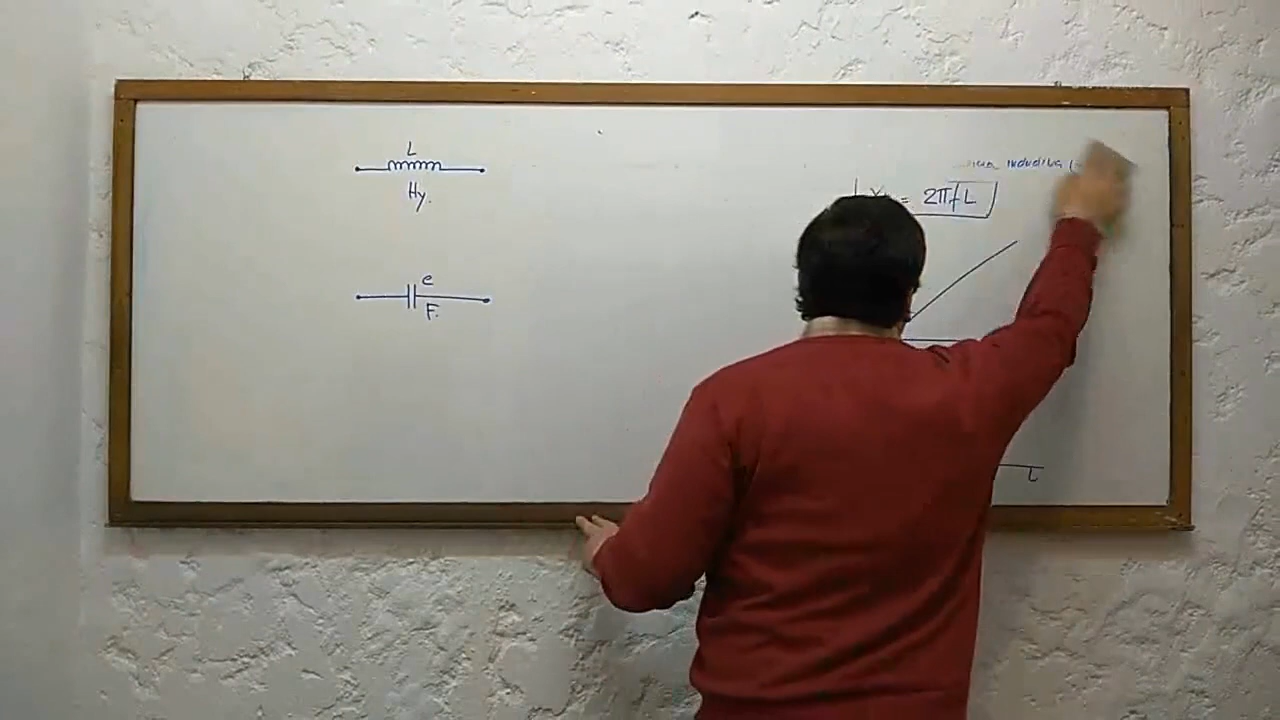 L
Hy.
C
F.
inductiva
= 2πfL
L